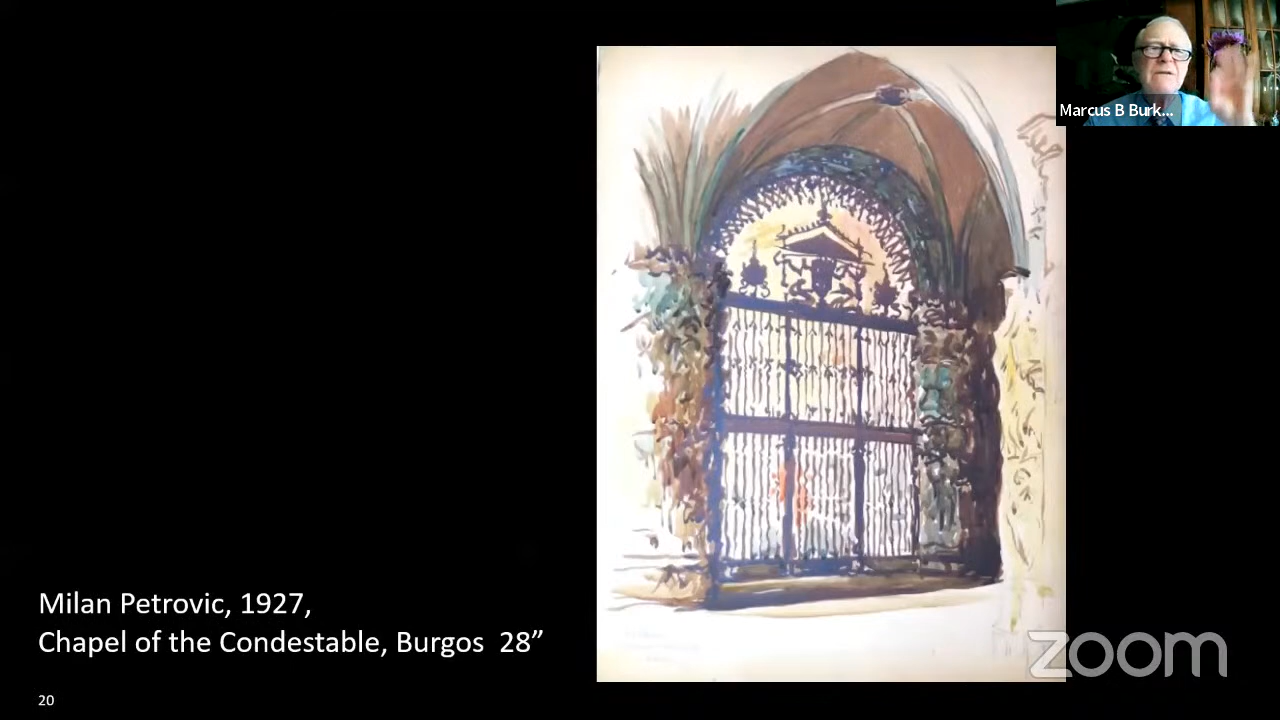 Marcus B Burk...
Milan Petrovic, 1927,
Chapel of the Condestable, Burgos 28”
20
zoom